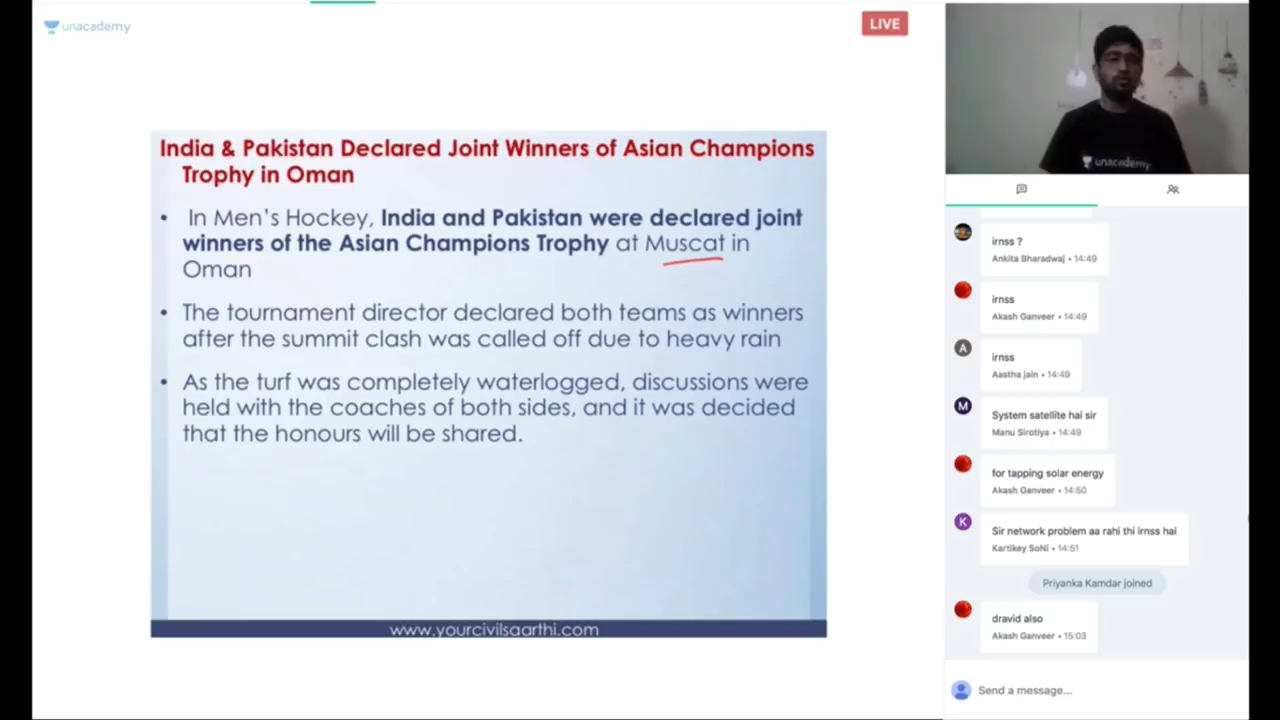 unacademy
LIVE
India & Pakistan Declared Joint Winners of Asian Champions
Trophy in Oman
• In Men's Hockey, India and Pakistan were declared joint
winners of the Asian Champions Trophy at Muscat in
Oman
• The tournament director declared both teams as winners
after the summit clash was called off due to heavy rain
• As the turf was completely waterlogged, discussions were
held with the coaches of both sides, and it was decided
that the honours will be shared.
www.yourcivilsaarthi.com
unacademy
irnss ?
Ankita Bharadwaj • 14:49
irnss
Akash Ganveer • 14:49
A
irnss
Aastha jain • 14:49
M
System satellite hai sir
Manu Sirotiya • 14:49
for tapping solar energy
Akash Ganveer • 14:50
K
Sir network problem aa rahi thi irnss hai
Kartikey SoNi • 14:51
Priyanka Kamdar joined
dravid also
Akash Ganveer • 15:03
Send a message...